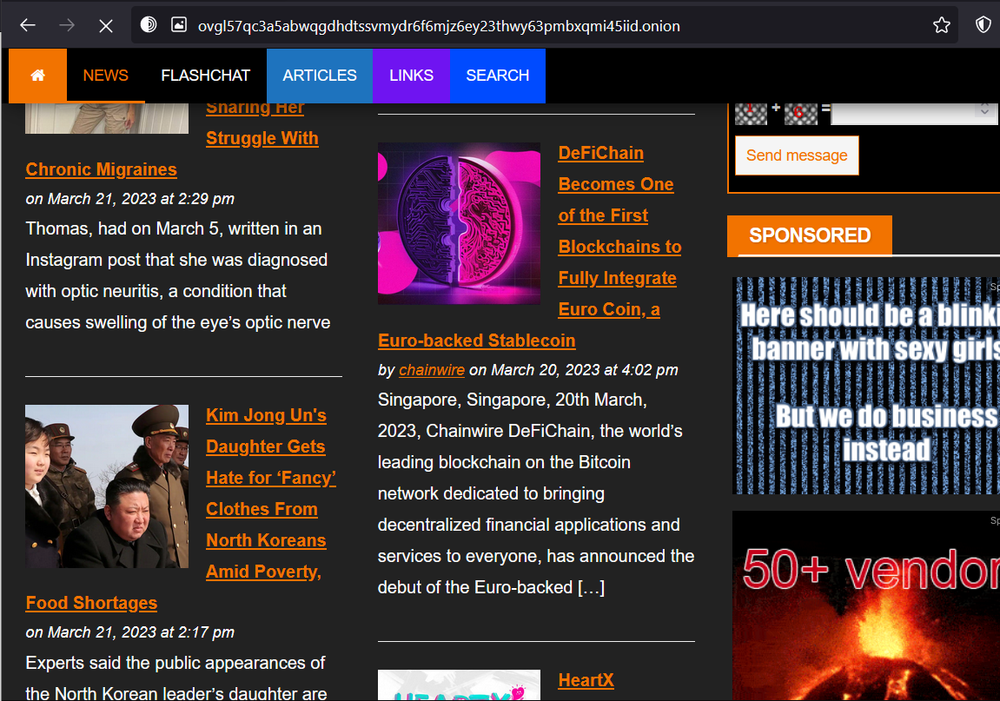 ovgl57qc3a5abwqgdhdtssvmydr6f6mjz6ey23thwy63pmbxqmi45iid.onion
NEWS
FLASHCHAT
ARTICLES
LINKS
SEARCH
Sharing Her
Struggle With
Chronic Migraines
on March 21, 2023 at 2:29 pm
Thomas, had on March 5, written in an
Instagram post that she was diagnosed
with optic neuritis, a condition that
causes swelling of the eye’s optic nerve
Kim Jong Un's
Daughter Gets
Hate for ‘Fancy’
Clothes From
North Koreans
Amid Poverty,
Food Shortages
on March 21, 2023 at 2:17 pm
Experts said the public appearances of
the North Korean leader’s daughter are
DeFiChain
Becomes One
of the First
Blockchains to
Fully Integrate
Euro Coin, a
Euro-backed Stablecoin
by chainwire on March 20, 2023 at 4:02 pm
Singapore, Singapore, 20th March,
2023, Chainwire DeFiChain, the world’s
leading blockchain on the Bitcoin
network dedicated to bringing
decentralized financial applications and
services to everyone, has announced the
debut of the Euro-backed […]
HEARTX
HeartX
+ =
Send message
SPONSORED
Sp
Here should be a blinki
banner with sexy girls
But we do business
instead
Sp
50+ vendor